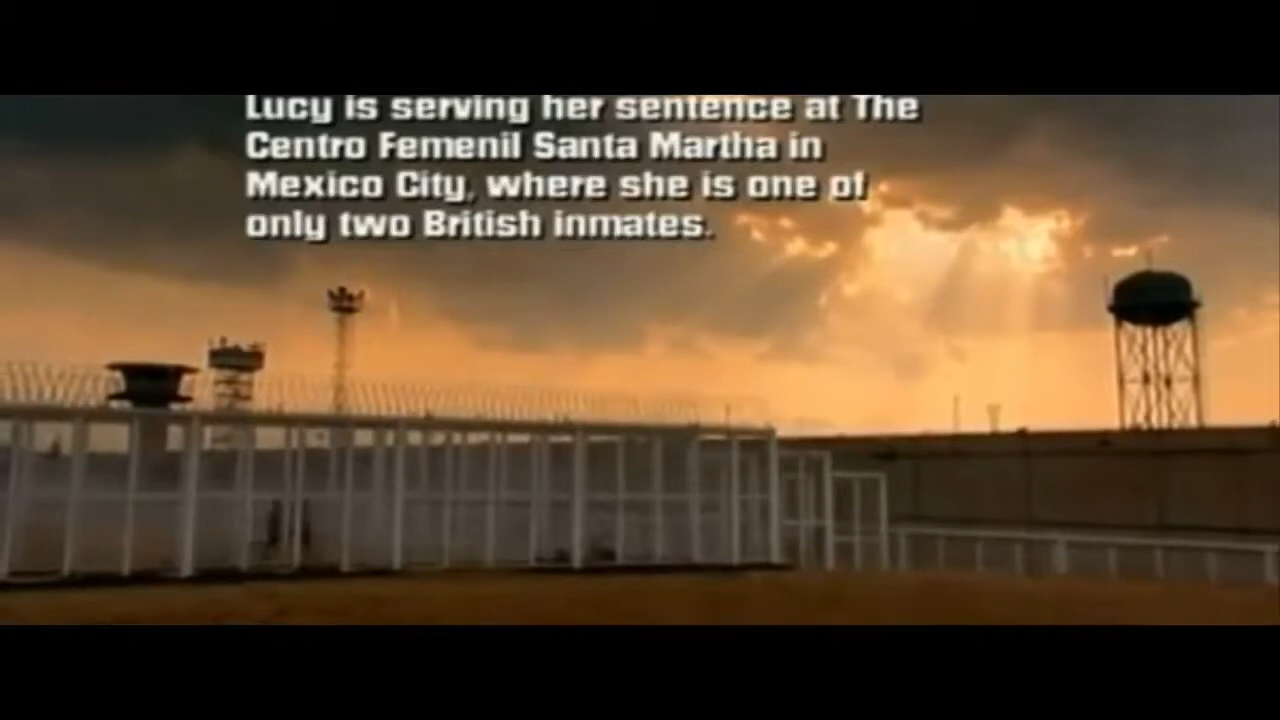 Lucy is serving her sentence at The
Centro Femenil Santa Martha in
Mexico City, where she is one of
only two British inmates.